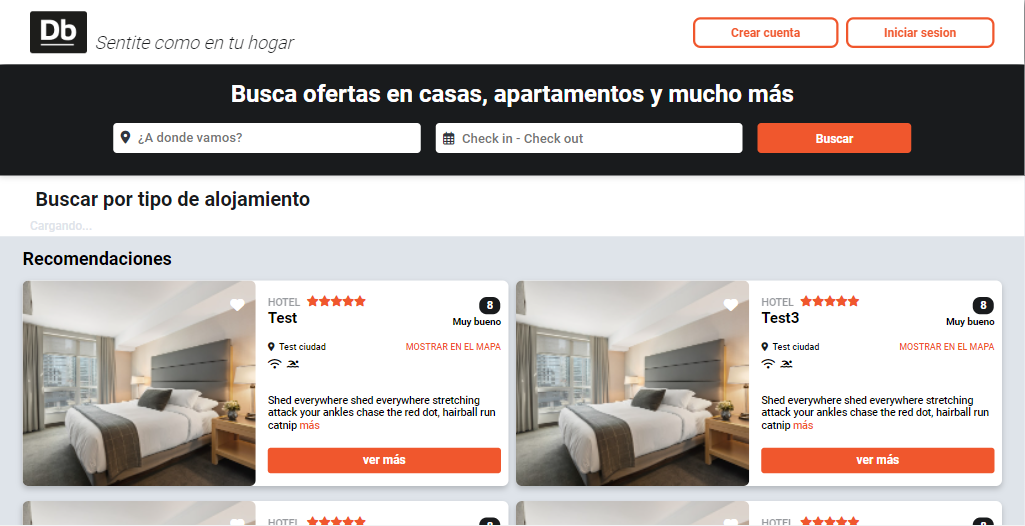 Db
Sentite como en tu hogar
Crear cuenta
Iniciar sesion
Busca ofertas en casas, apartamentos y mucho más
¿A donde vamos?
Check in - Check out
Buscar
Buscar por tipo de alojamiento
Cargando...
Recomendaciones
HOTEL
8
Test
Muy bueno
Test ciudad
MOSTRAR EN EL MAPA
Shed everywhere shed everywhere stretching
attack your ankles chase the red dot, hairball run
catnip más
ver más
HOTEL
8
Test3
Muy bueno
Test ciudad
MOSTRAR EN EL MAPA
Shed everywhere shed everywhere stretching
attack your ankles chase the red dot, hairball run
catnip más
ver más
HOTEL
8
HOTEL
8